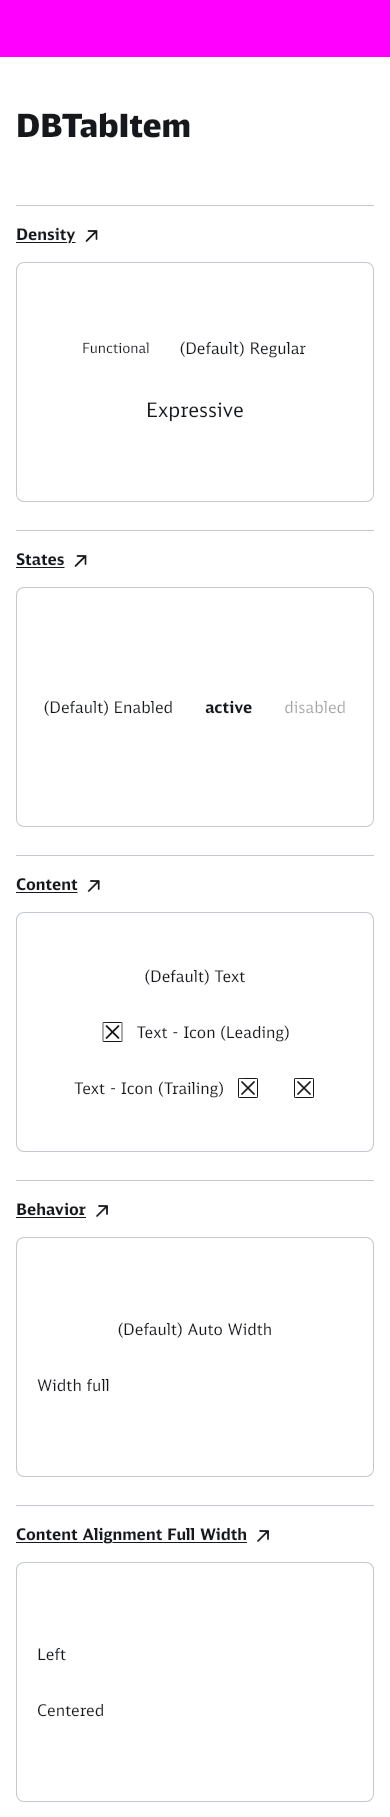 DBTabItem
Density
Functional (Default) Regular
Expressive
States
(Default) Enabled active disabled
Content
(Default) Text
Text - Icon (Leading)
Text - Icon (Trailing)
Behavior
(Default) Auto Width
Width full
Content Alignment Full Width
Left
Centered